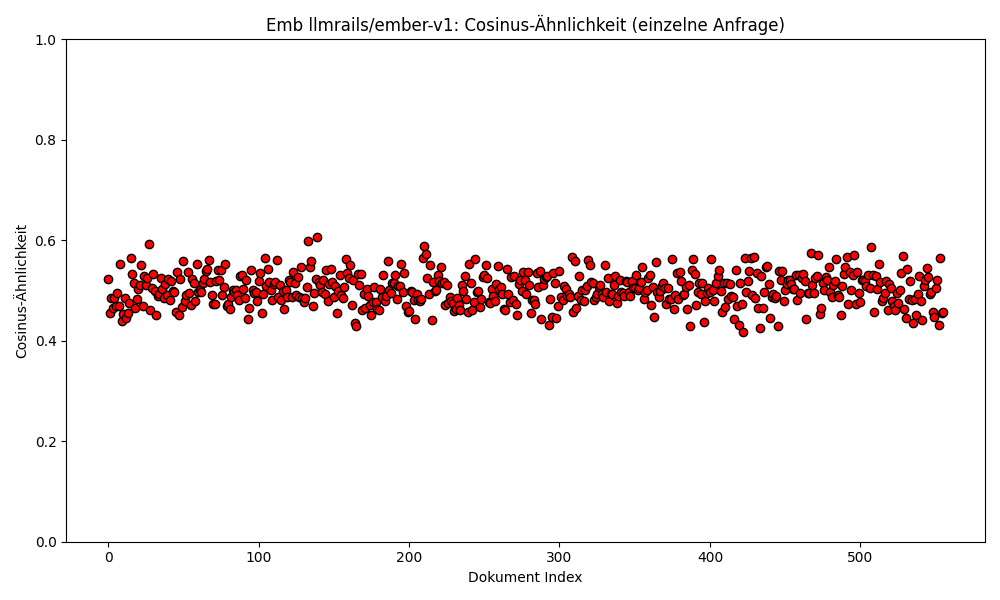 Emb llmrails/ember-v1: Cosinus-Ähnlichkeit (einzelne Anfrage)
1.0
0.8
0.6
0.4
0.2
0.0
Cosinus-Ähnlichkeit
0 100 200 300 400 500
Dokument Index